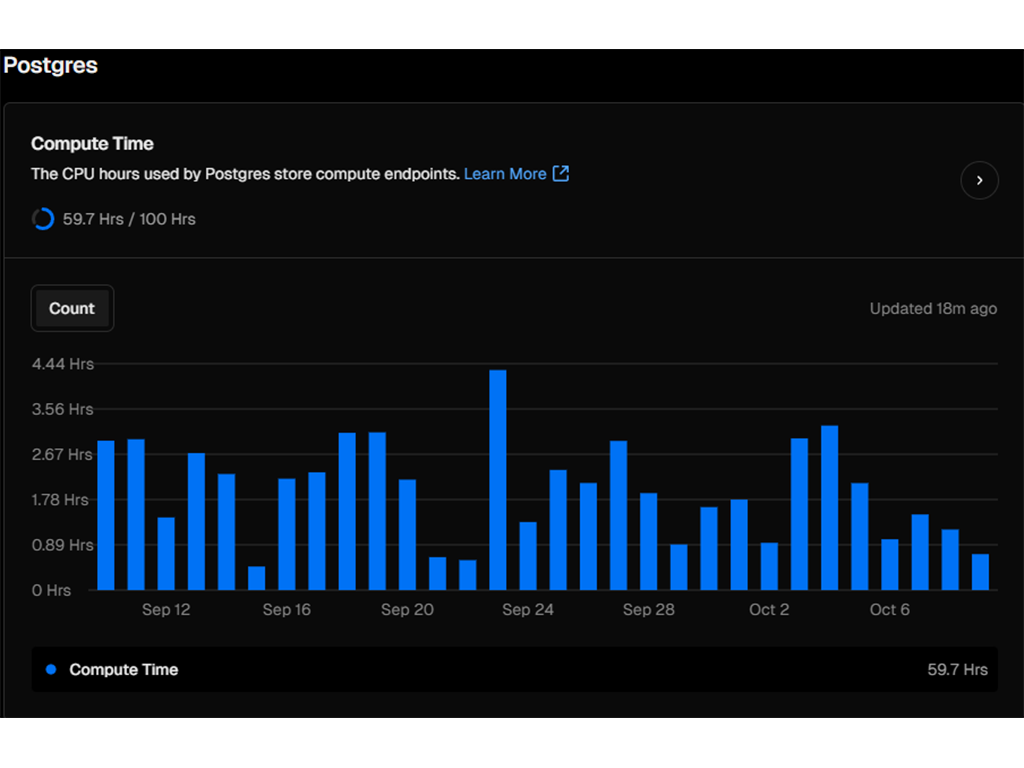 Postgres
Compute Time
The CPU hours used by Postgres store compute endpoints. Learn More
59.7 Hrs / 100 Hrs
Count
Updated 18m ago
4.44 Hrs
3.56 Hrs
2.67 Hrs
1.78 Hrs
0.89 Hrs
0 Hrs
Sep 12 Sep 16 Sep 20 Sep 24 Sep 28 Oct 2 Oct 6
Compute Time 59.7 Hrs